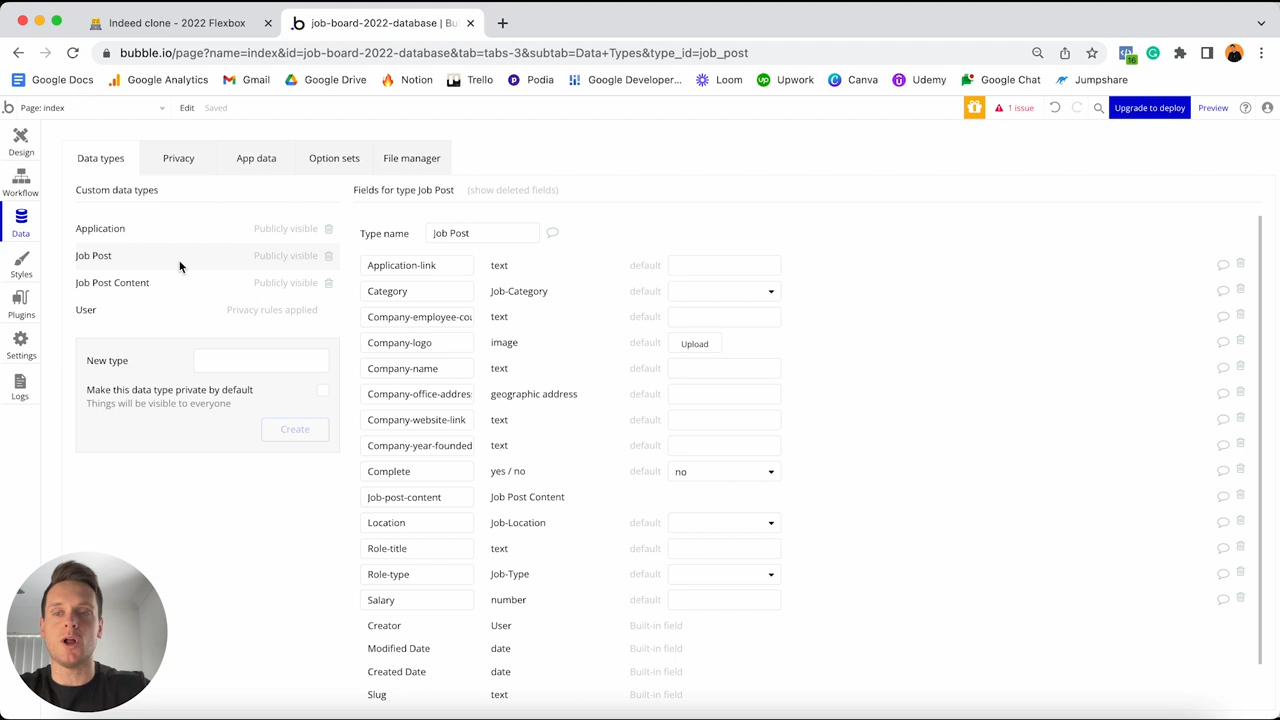 Indeed clone - 2022 Flexbox
job-board-2022-database | Bu
bubble.io/page?name=index&id=job-board-2022-database&tab=tabs-3&subtab=Data+Types&type_id=job_post
16
Google Docs Google Analytics Gmail Google Drive Notion Trello Podia Google Developer... Loom Upwork Canva Udemy Google Chat Jumpshare
Page: index Edit Saved 1 issue Upgrade to deploy Preview
Design
Workflow
Data
Styles
Plugins
Settings
Logs
Data types Privacy App data Option sets File manager
Custom data types
Application Publicly visible
Job Post Publicly visible
Job Post Content Publicly visible
User Privacy rules applied
New type
Make this data type private by default
Things will be visible to everyone
Create
Fields for type Job Post (show deleted fields)
Type name Job Post
Application-link text default
Category Job-Category default
Company-employee-cou text default
Company-logo image default Upload
Company-name text default
Company-office-addres geographic address default
Company-website-link text default
Company-year-founded text default
Complete yes / no default no
Job-post-content Job Post Content
Location Job-Location default
Role-title text default
Role-type Job-Type default
Salary number default
Creator User Built-in field
Modified Date date Built-in field
Created Date date Built-in field
Slug text Built-in field